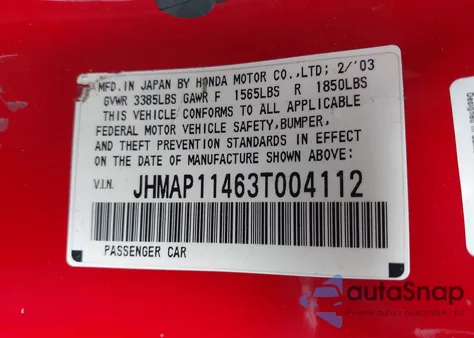 MFD. IN JAPAN BY HONDA MOTOR CO.,LTD; 2/'03
GVWR 3385LBS GAWR F 1565LBS R 1850LBS
THIS VEHICLE CONFORMS TO ALL APPLICABLE
FEDERAL MOTOR VEHICLE SAFETY,BUMPER,
AND THEFT PREVENTION STANDARDS IN EFFECT
ON THE DATE OF MANUFACTURE SHOWN ABOVE:
V.I.N. JHMAP11463T004112
PASSENGER CAR
autoSnap